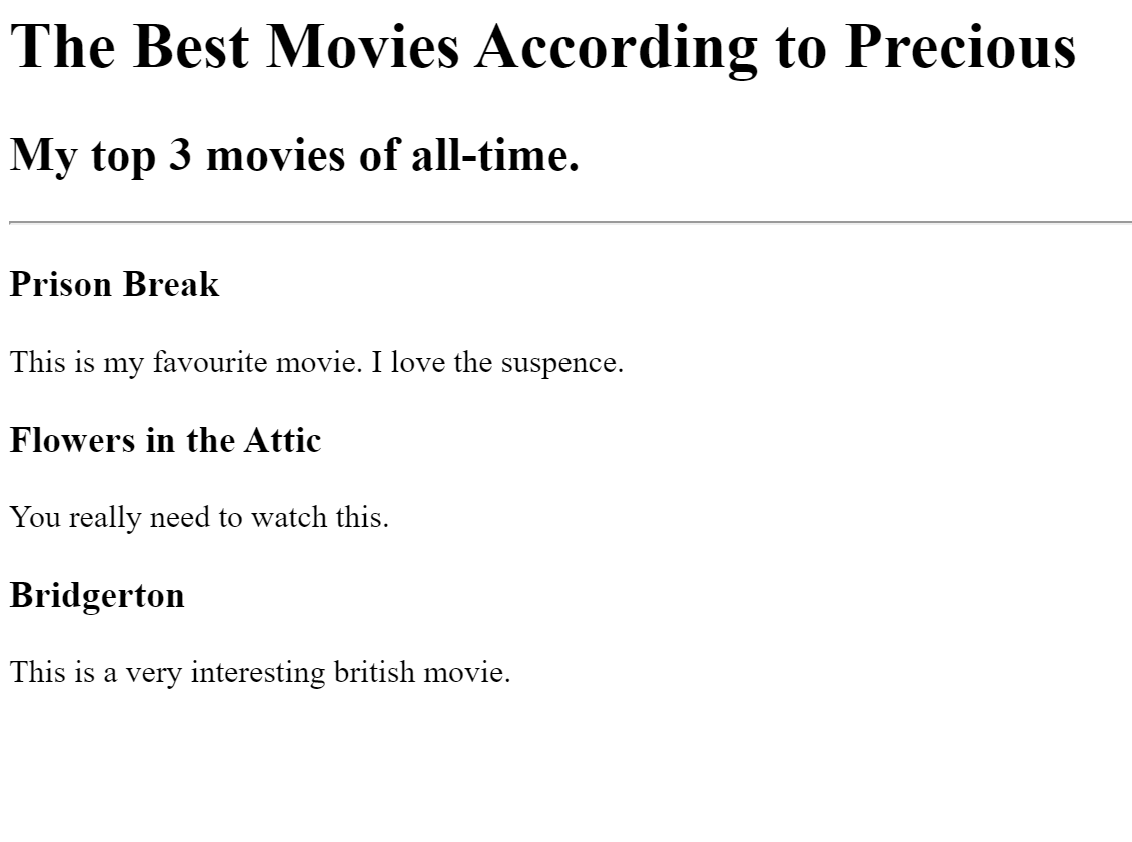 The Best Movies According to Precious
My top 3 movies of all-time.
Prison Break
This is my favourite movie. I love the suspence.
Flowers in the Attic
You really need to watch this.
Bridgerton
This is a very interesting british movie.